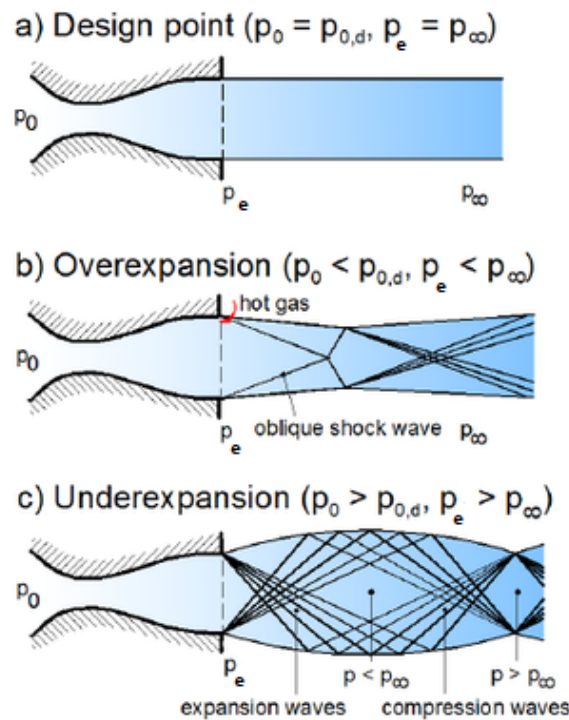 a) Design point (p0 = p0,d, pe = p∞)
p0
pe p∞
b) Overexpansion (p0 < p0,d, pe < p∞)
hot gas
p0
pe oblique shock wave p∞
c) Underexpansion (p0 > p0,d, pe > p∞)
p0
pe p < p∞ p > p∞
expansion waves compression waves